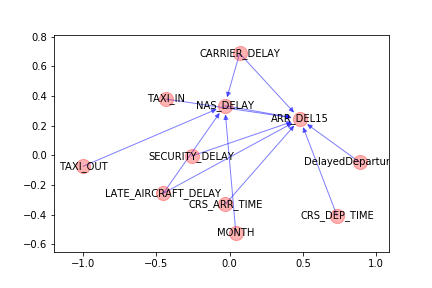 0.8
CARRIER_DELAY
0.6
0.4
TAXI_IN
NAS_DELAY
ARR_DEL15
0.2
0.0
SECURITY_DELAY
DelayedDepartur
TAXI_OUT
−0.2
LATE_AIRCRAFT_DELAY
CRS_ARR_TIME
−0.4
CRS_DEP_TIME
MONTH
−0.6
−1.0 −0.5 0.0 0.5 1.0